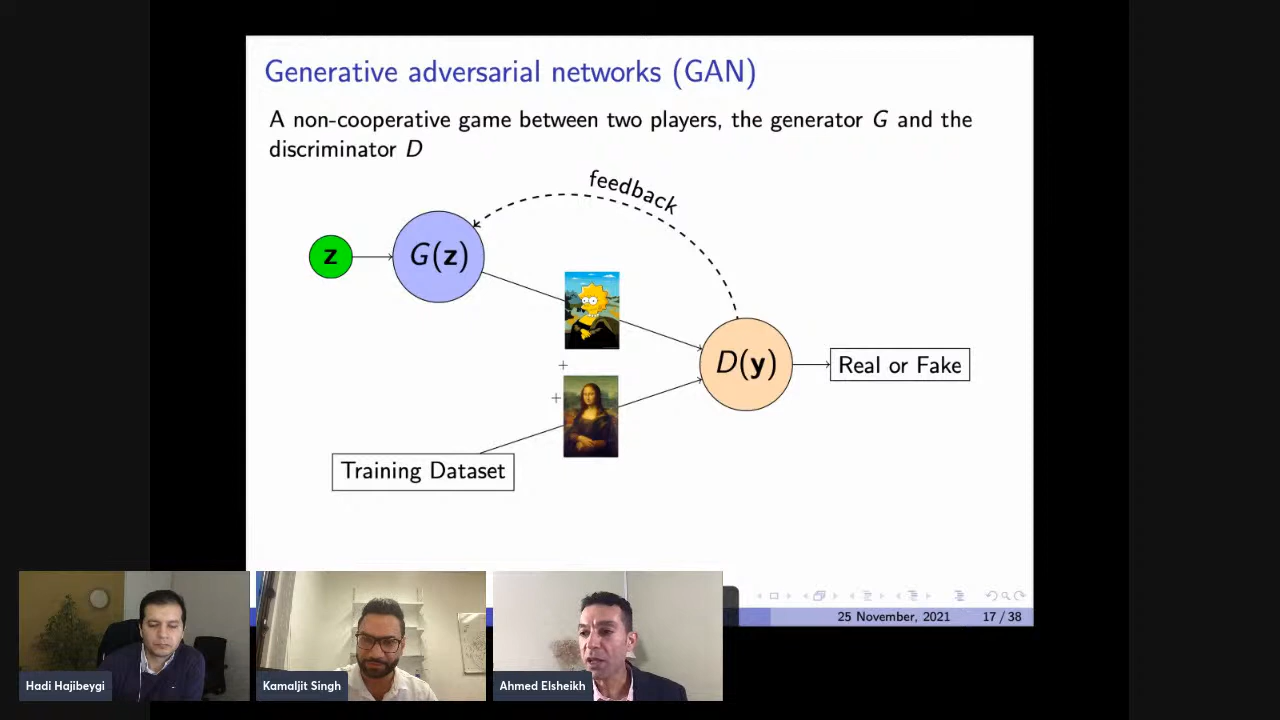 Generative adversarial networks (GAN)
A non-cooperative game between two players, the generator G and the
discriminator D
feedback
z
G(z)
+
D(y)
Real or Fake
+
Training Dataset
25 November, 2021
17 / 38
Hadi Hajibeygi
Kamaljit Singh
Ahmed Elsheikh